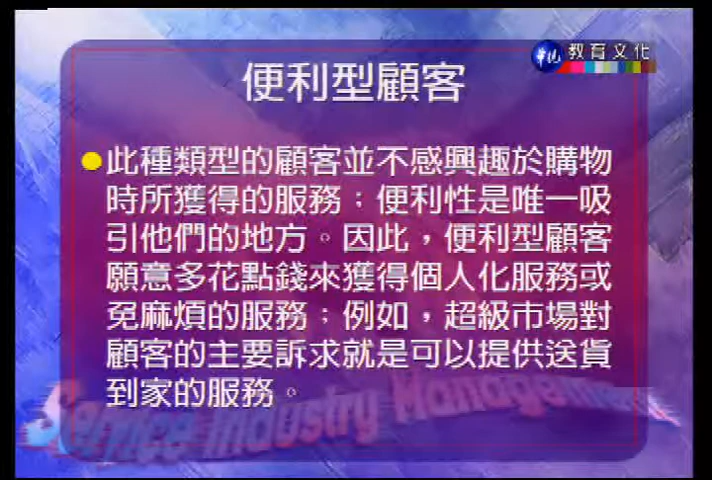 華視 教育文化
便利型顧客
此種類型的顧客並不感興趣於購物
時所獲得的服務；便利性是唯一吸
引他們的地方。因此，便利型顧客
願意多花點錢來獲得個人化服務或
免麻煩的服務；例如，超級市場對
顧客的主要訴求就是可以提供送貨
到家的服務。
Service Industry Management